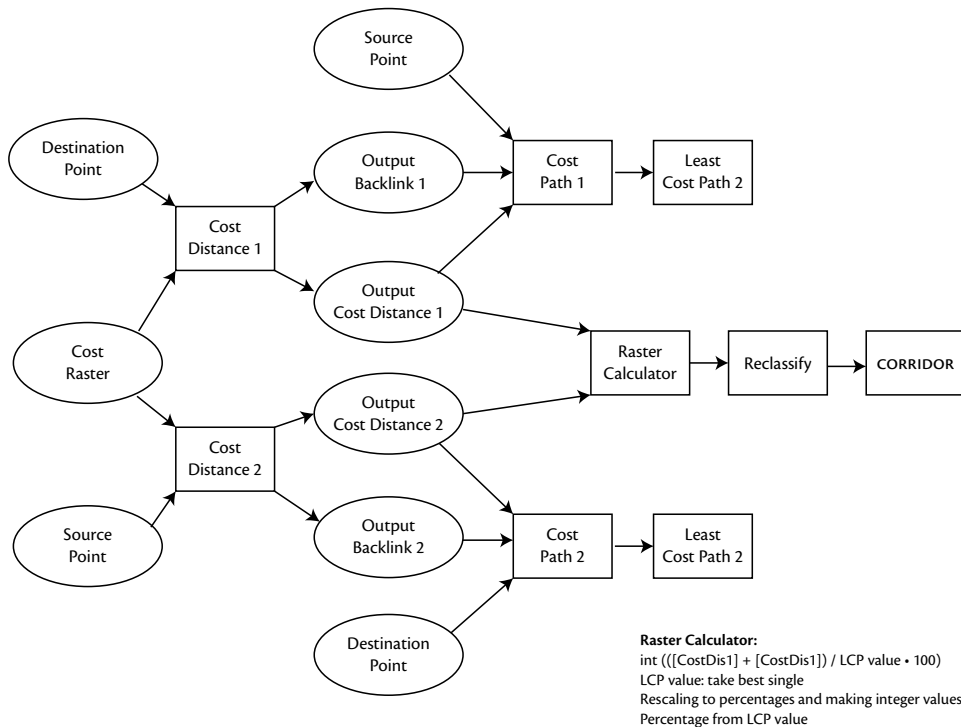 Source
Point
Destination
Point
Output
Backlink 1
Cost
Path 1
Least
Cost Path 2
Cost
Distance 1
Output
Cost Distance 1
Cost
Raster
Raster
Calculator
Reclassify
CORRIDOR
Output
Cost Distance 2
Cost
Distance 2
Source
Point
Output
Backlink 2
Cost
Path 2
Least
Cost Path 2
Destination
Point
Raster Calculator:
int (([CostDis1] + [CostDis1]) / LCP value • 100)
LCP value: take best single
Rescaling to percentages and making integer values
Percentage from LCP value